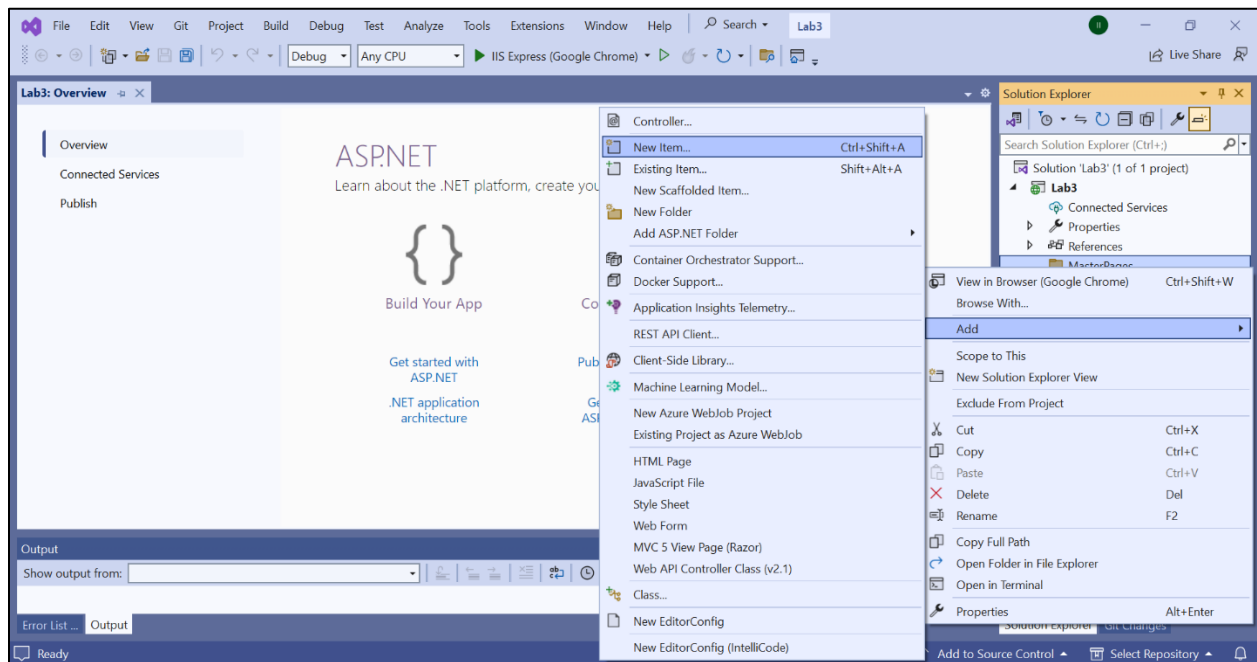 File Edit View Git Project Build Debug Test Analyze Tools Extensions Window Help Search Lab3 II
Debug Any CPU IIS Express (Google Chrome) Live Share
Lab3: Overview
Overview
Connected Services
Publish
ASP.NET
Learn about the .NET platform, create you
{ }
Build Your App
Co
Get started with
ASP.NET
Pub
.NET application
architecture
Ge
ASI
Controller...
New Item... Ctrl+Shift+A
Existing Item... Shift+Alt+A
New Scaffolded Item...
New Folder
Add ASP.NET Folder
Container Orchestrator Support...
Docker Support...
Application Insights Telemetry...
REST API Client...
Client-Side Library...
Machine Learning Model...
New Azure WebJob Project
Existing Project as Azure WebJob
HTML Page
JavaScript File
Style Sheet
Web Form
MVC 5 View Page (Razor)
Web API Controller Class (v2.1)
Class...
New EditorConfig
New EditorConfig (IntelliCode)
Solution Explorer
Search Solution Explorer (Ctrl+;)
Solution 'Lab3' (1 of 1 project)
Lab3
Connected Services
Properties
References
MasterPages
View in Browser (Google Chrome) Ctrl+Shift+W
Browse With...
Add
Scope to This
New Solution Explorer View
Exclude From Project
Cut Ctrl+X
Copy Ctrl+C
Paste Ctrl+V
Delete Del
Rename F2
Copy Full Path
Open Folder in File Explorer
Open in Terminal
Properties Alt+Enter
Solution Explorer Git Changes
Output
Show output from:
Error List ... Output
Ready Add to Source Control Select Repository